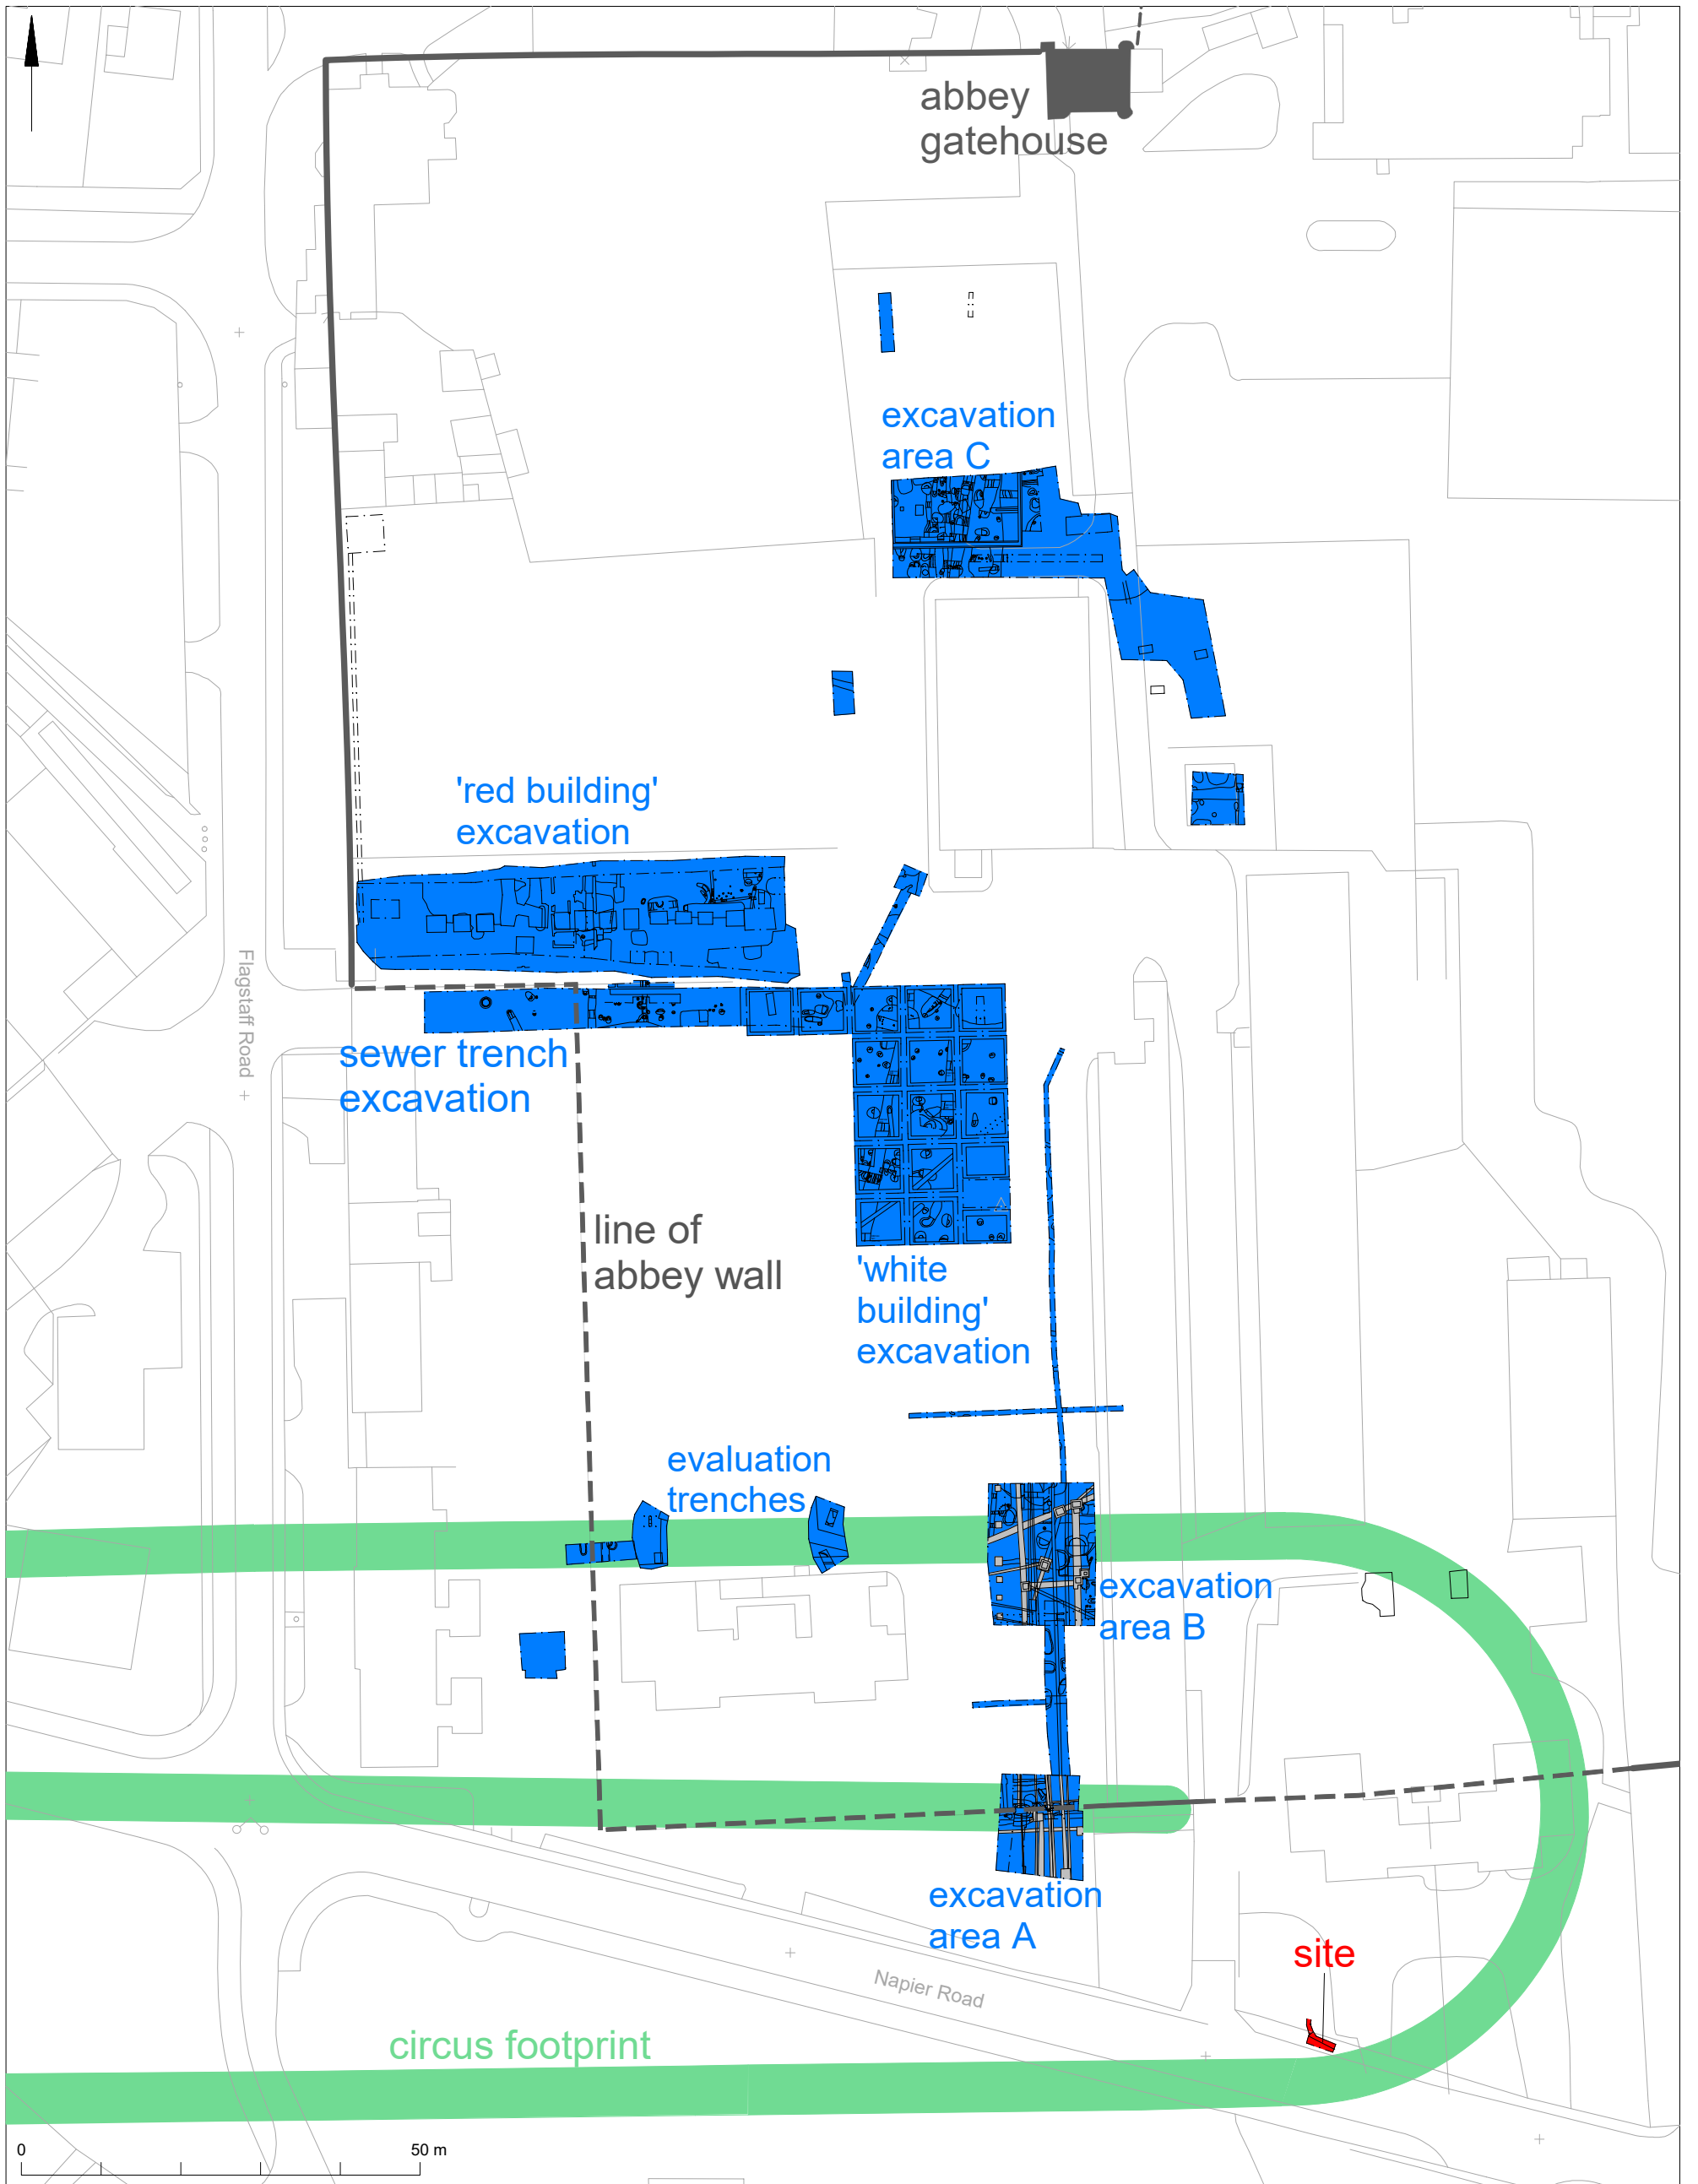 abbey
gatehouse
excavation
area C
'red building'
excavation
Flagstaff Road
sewer trench
excavation
line of
abbey wall
'white
building'
excavation
evaluation
trenches
excavation
area B
excavation
area A
site
Napier Road
circus footprint
0
50 m